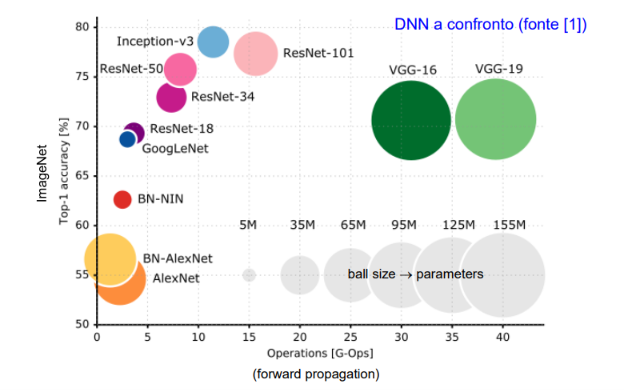 DNN a confronto (fonte [1])
80
75
70
65
60
55
50
ImageNet
Top-1 accuracy [%]
Inception-v3
ResNet-101
ResNet-50
ResNet-34
VGG-16
VGG-19
ResNet-18
GoogLeNet
BN-NIN
5M
35M
65M
95M
125M
155M
BN-AlexNet
AlexNet
ball size → parameters
0
5
10
15
20
25
30
35
40
Operations [G-Ops]
(forward propagation)